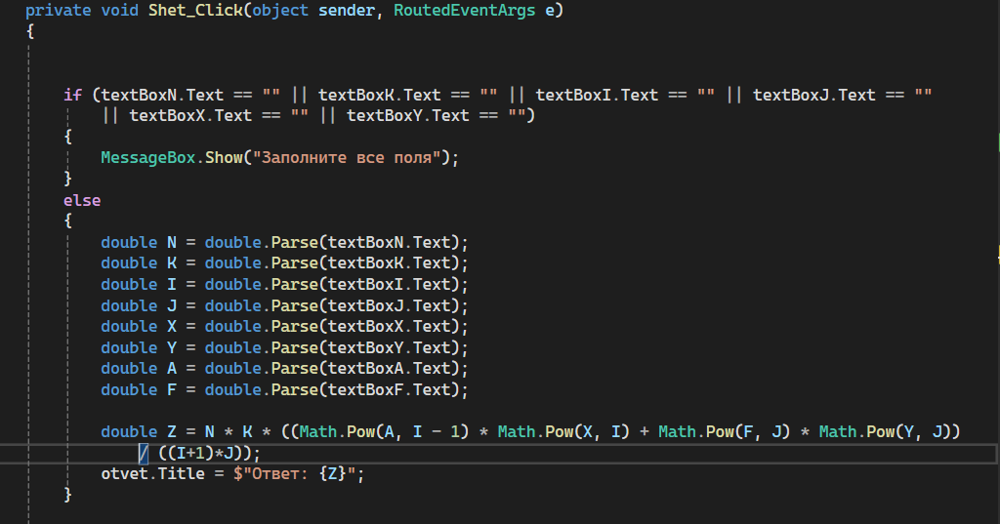 private void Shet_Click(object sender, RoutedEventArgs e)
{
if (textBoxN.Text == "" || textBoxK.Text == "" || textBoxI.Text == "" || textBoxJ.Text == ""
|| textBoxX.Text == "" || textBoxY.Text == "")
{
MessageBox.Show("Заполните все поля");
}
else
{
double N = double.Parse(textBoxN.Text);
double K = double.Parse(textBoxK.Text);
double I = double.Parse(textBoxI.Text);
double J = double.Parse(textBoxJ.Text);
double X = double.Parse(textBoxX.Text);
double Y = double.Parse(textBoxY.Text);
double A = double.Parse(textBoxA.Text);
double F = double.Parse(textBoxF.Text);
double Z = N * K * ((Math.Pow(A, I - 1) * Math.Pow(X, I) + Math.Pow(F, J) * Math.Pow(Y, J))
/ ((I+1)*J));
otvet.Title = $"Ответ: {Z}";
}